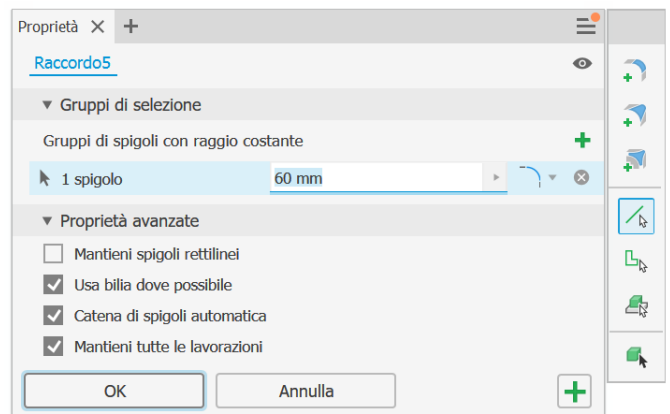 Proprietà
Raccordo5
Gruppi di selezione
Gruppi di spigoli con raggio costante
1 spigolo 60 mm
Proprietà avanzate
Mantieni spigoli rettilinei
Usa bilia dove possibile
Catena di spigoli automatica
Mantieni tutte le lavorazioni
OK Annulla